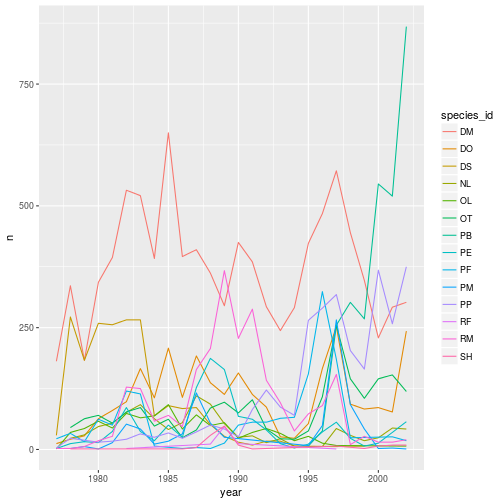 750
500
250
0
n
1980
1985
1990
1995
2000
year
species_id
DM
DO
DS
NL
OL
OT
PB
PE
PF
PM
PP
RF
RM
SH